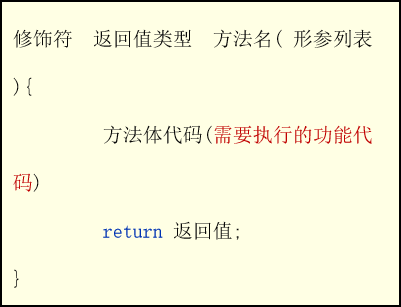 修饰符  返回值类型  方法名( 形参列表
){
方法体代码(需要执行的功能代
码)
return 返回值;
}